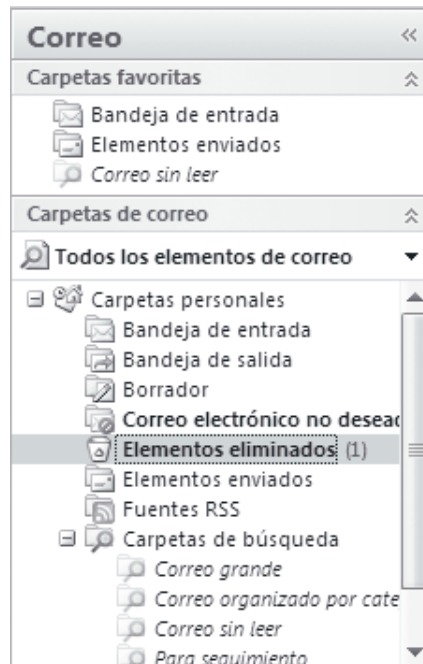 Correo
Carpetas favoritas
Bandeja de entrada
Elementos enviados
Correo sin leer
Carpetas de correo
Todos los elementos de correo
Carpetas personales
Bandeja de entrada
Bandeja de salida
Borrador
Correo electrónico no desead
Elementos eliminados (1)
Elementos enviados
Fuentes RSS
Carpetas de búsqueda
Correo grande
Correo organizado por cate
Correo sin leer
Para seguimiento